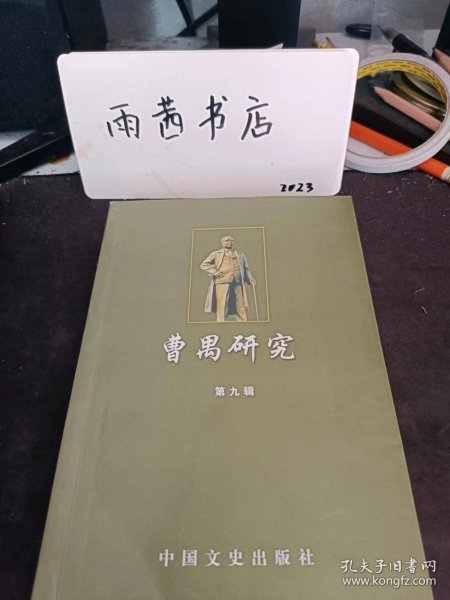 雨茜书店
2023
曹禺研究
第九辑
中国文史出版社
孔夫子旧书网
www.kongfz.com